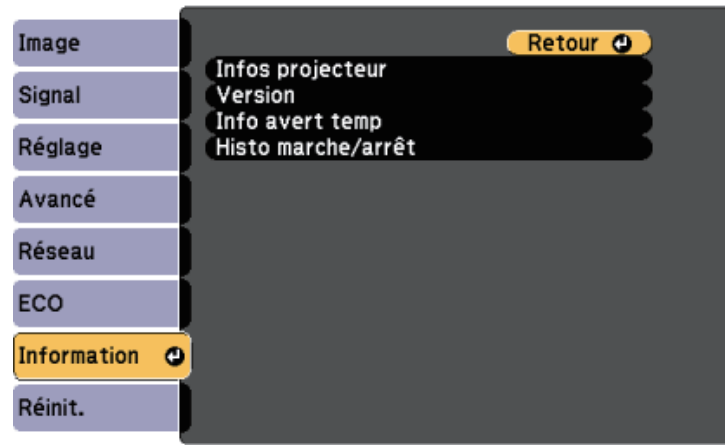 Image
Signal
Réglage
Avancé
Réseau
ECO
Information
Réinit.
Retour
Infos projecteur
Version
Info avert temp
Histo marche/arrêt